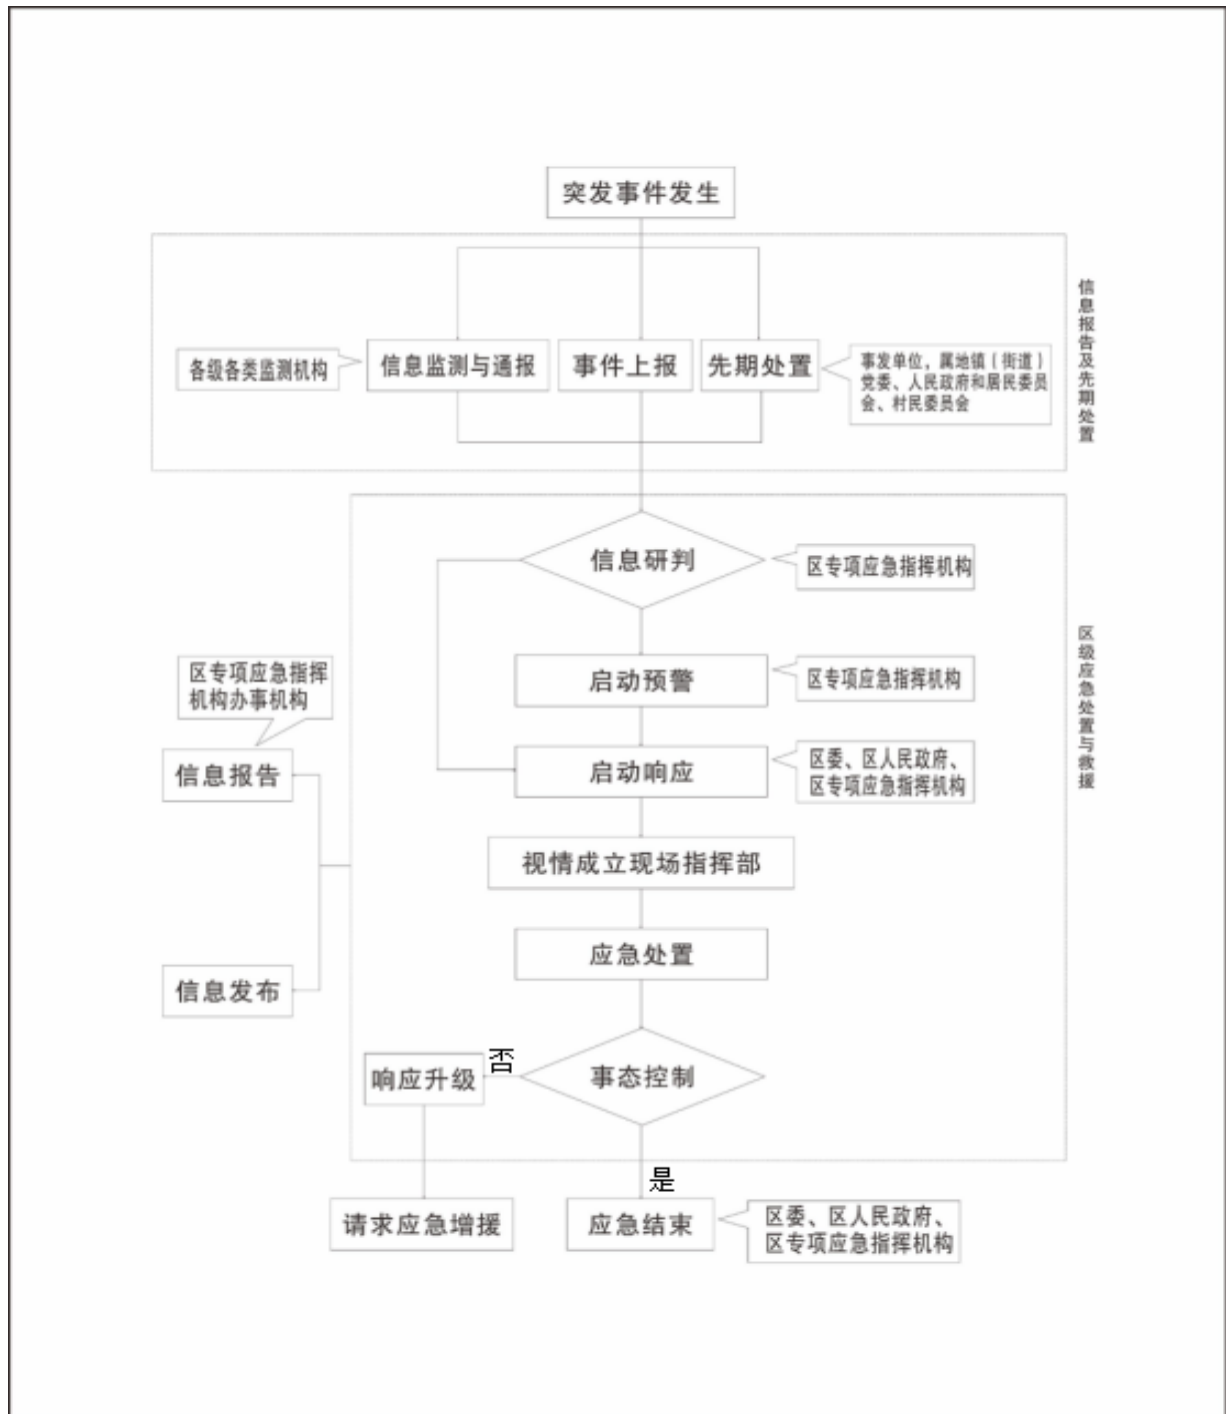 突发事件发生
信息报告及先期处置
各级各类监测机构
信息监测与通报
事件上报
先期处置
事发单位，属地镇（街道）
党委、人民政府和居民委员
会、村民委员会
信息研判
区专项应急指挥机构
启动预警
区专项应急指挥机构
区级应急处置与救援
区专项应急指挥
机构办事机构
信息报告
启动响应
区委、区人民政府、
区专项应急指挥机构
视情成立现场指挥部
应急处置
信息发布
响应升级
否
事态控制
是
请求应急增援
应急结束
区委、区人民政府、
区专项应急指挥机构